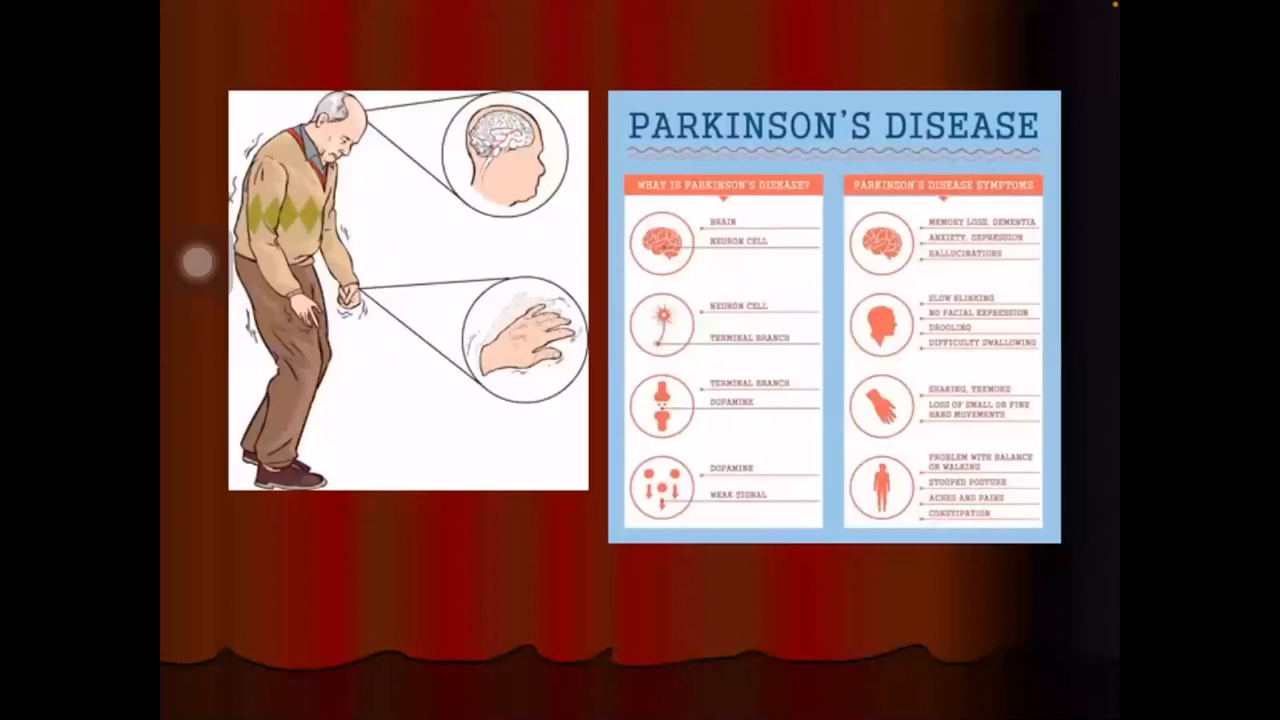 PARKINSON'S DISEASE
WHAT IS PARKINSON'S DISEASE?
BRAIN
NEURON CELL
NEURON CELL
TERMINAL BRANCH
TERMINAL BRANCH
DOPAMINE
DOPAMINE
WEAK SIGNAL
PARKINSON'S DISEASE SYMPTOMS
MEMORY LOSS, DEMENTIA
ANXIETY, DEPRESSION
HALLUCINATIONS
SLOW BLINKING
NO FACIAL EXPRESSION
DROOLING
DIFFICULTY SWALLOWING
SHAKING, TREMORS
LOSS OF SMALL OR FINE
HAND MOVEMENTS
PROBLEM WITH BALANCE
OR WALKING
STOOPED POSTURE
ACHES AND PAINS
CONSTIPATION